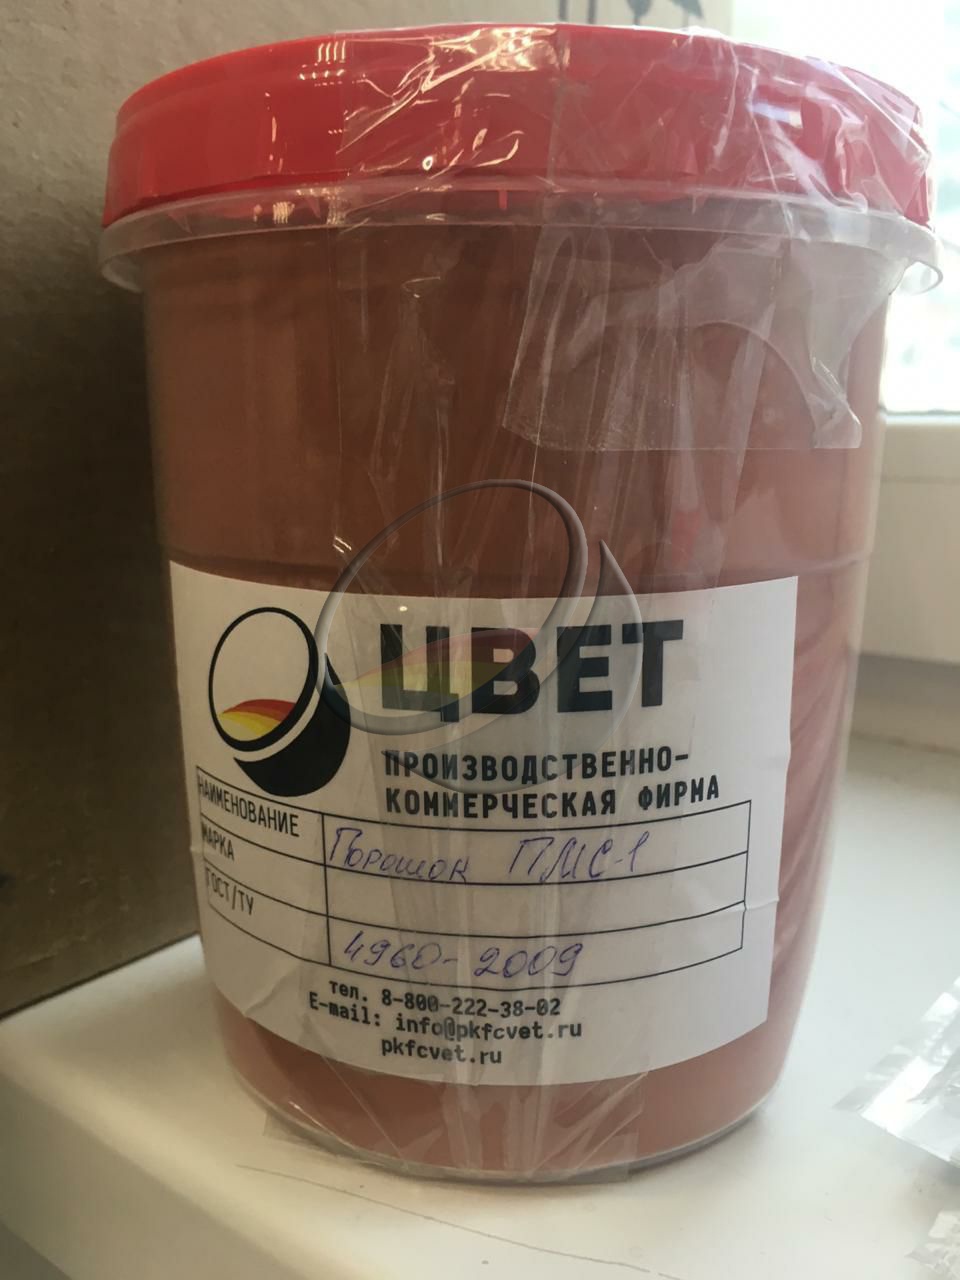 ЦВЕТ
ПРОИЗВОДСТВЕННО-
КОММЕРЧЕСКАЯ ФИРМА
НАИМЕНОВАНИЕ Порошок ПМС-1
МАРКА
ГОСТ/ТУ 4960-2009
тел. 8-800-222-38-02
E-mail: info@pkfcvet.ru
pkfcvet.ru